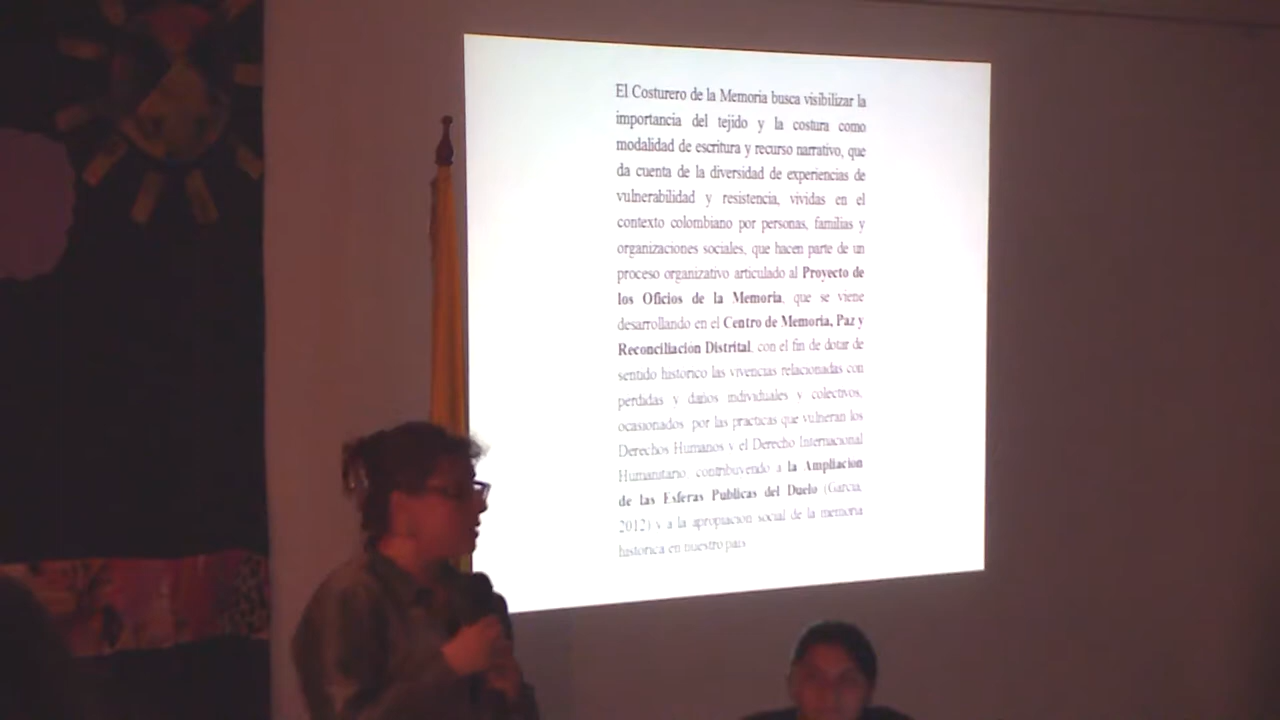 El Costurero de la Memoria busca visibilizar la
importancia del tejido y la costura como
modalidad de escritura y recurso narrativo, que
da cuenta de la diversidad de experiencias de
vulnerabilidad y resistencia, vividas en el
contexto colombiano por personas, familias y
organizaciones sociales, que hacen parte de un
proceso organizativo articulado al Proyecto de
los Oficios de la Memoria, que se viene
desarrollando en el Centro de Memoria, Paz y
Reconciliacion Distrital, con el fin de dotar de
sentido historico las vivencias relacionadas con
perdidas y daños individuales y colectivos,
ocasionados por las practicas que vulneran los
Derechos Humanos y el Derecho Internacional
Humanitario, contribuyendo a la Ampliacion
de las Esferas Publicas del Duelo (Garcia,
2012) y a la apropiacion social de la memoria
historica en nuestro pais